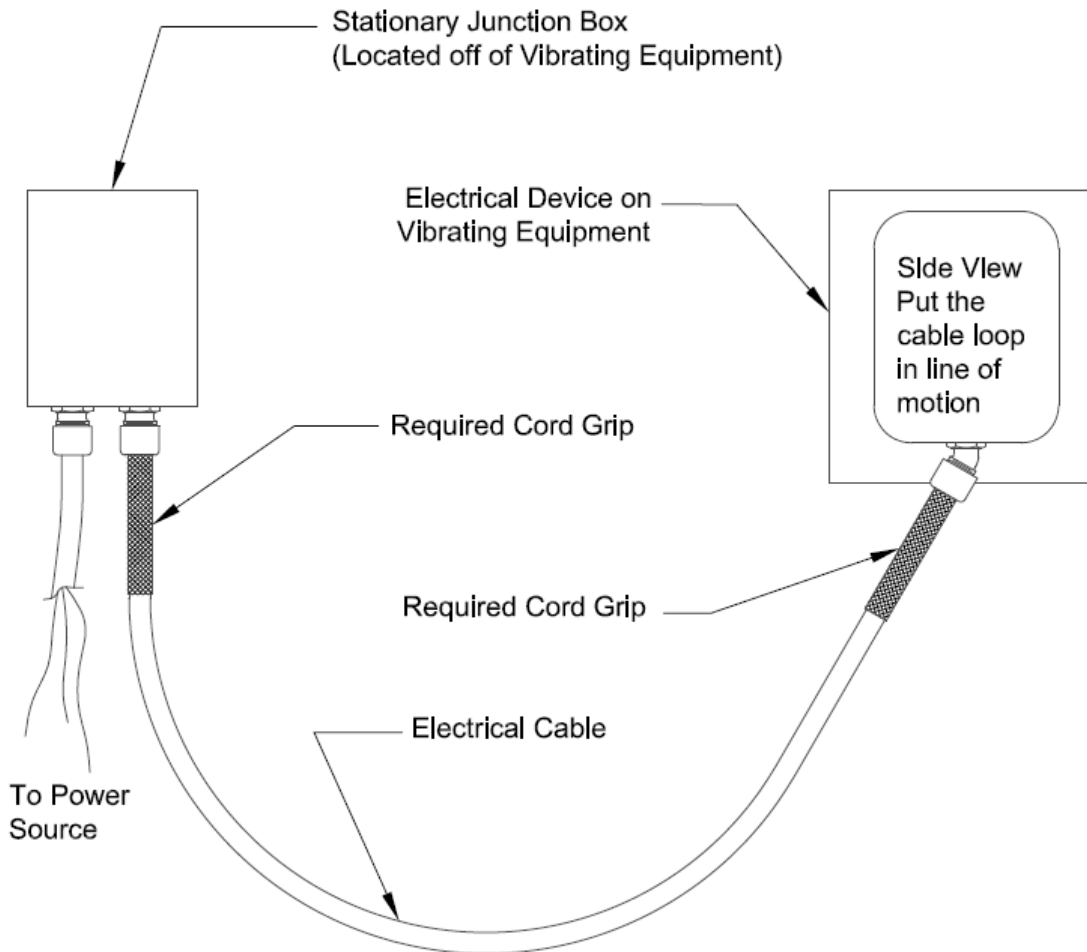 Stationary Junction Box
(Located off of Vibrating Equipment)
Electrical Device on
Vibrating Equipment
Side View
Put the
cable loop
in line of
motion
Required Cord Grip
Required Cord Grip
Electrical Cable
To Power
Source